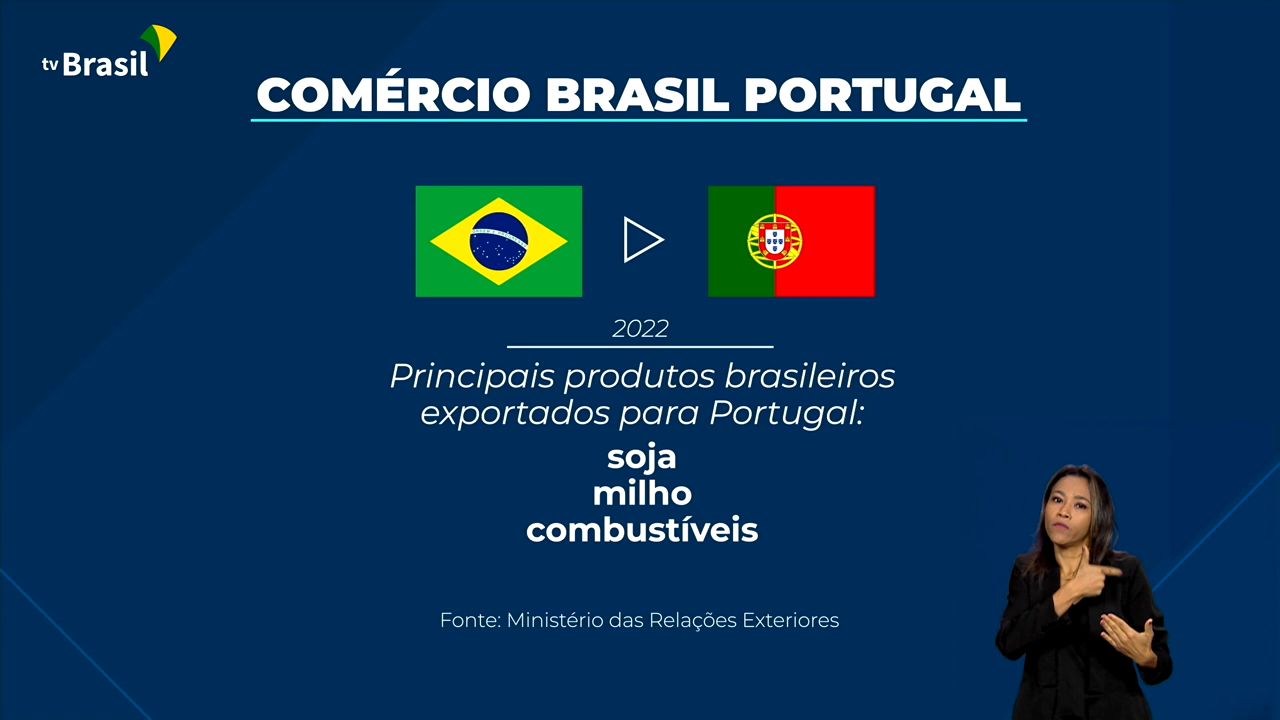 tv Brasil
COMÉRCIO BRASIL PORTUGAL
2022
Principais produtos brasileiros
exportados para Portugal:
soja
milho
combustíveis
Fonte: Ministério das Relações Exteriores